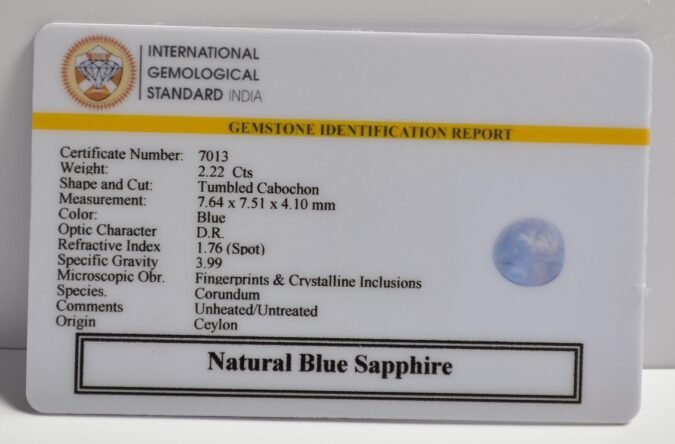 INTERNATIONAL
GEMOLOGICAL
STANDARD INDIA
GEMSTONE IDENTIFICATION REPORT
Certificate Number: 7013
Weight: 2.22 Cts
Shape and Cut: Tumbled Cabochon
Measurement: 7.64 x 7.51 x 4.10 mm
Color: Blue
Optic Character D.R.
Refractive Index 1.76 (Spot)
Specific Gravity 3.99
Microscopic Obr. Fingerprints & Crystalline Inclusions
Species. Corundum
Comments Unheated/Untreated
Origin Ceylon
Natural Blue Sapphire